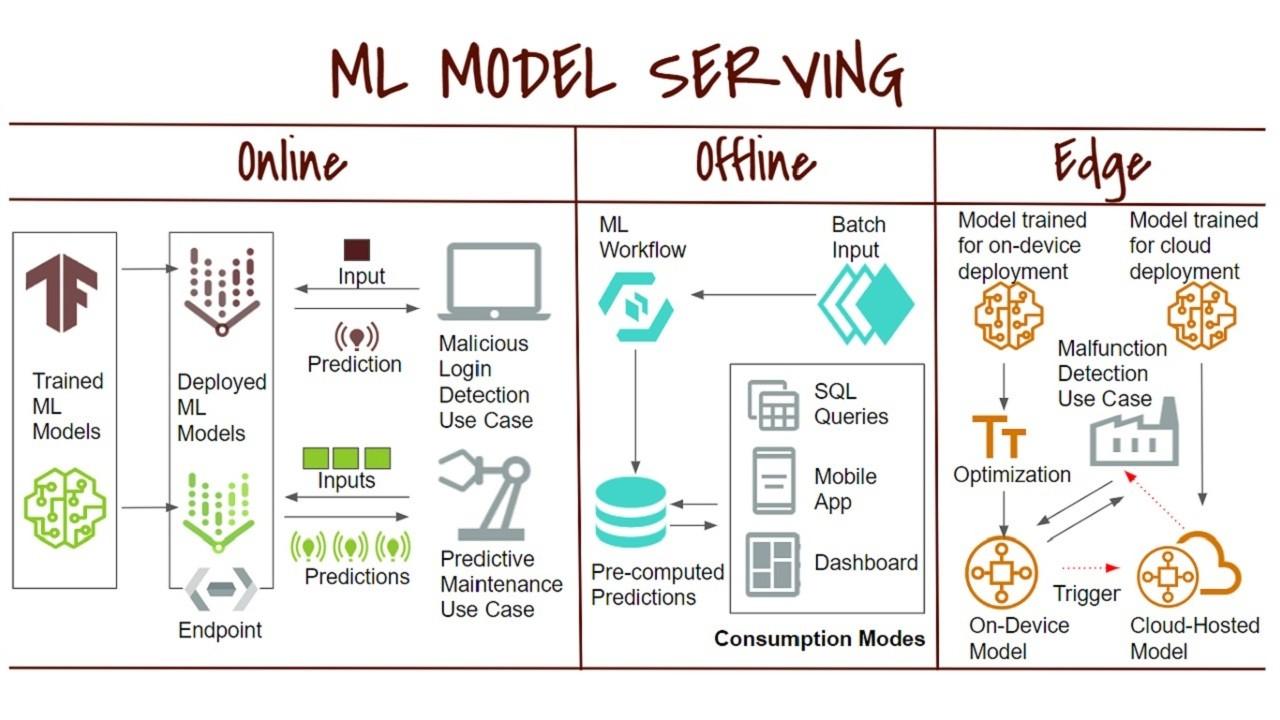 ML MODEL SERVING
Online
Offline
Edge
Trained
ML
Models
Deployed
ML
Models
Endpoint
Input
Prediction
Malicious
Login
Detection
Use Case
Inputs
Predictions
Predictive
Maintenance
Use Case
ML
Workflow
Batch
Input
Pre-computed
Predictions
SQL
Queries
Mobile
App
Dashboard
Consumption Modes
Model trained
for on-device
deployment
Model trained
for cloud
deployment
Malfunction
Detection
Use Case
TT
Optimization
Trigger
On-Device
Model
Cloud-Hosted
Model